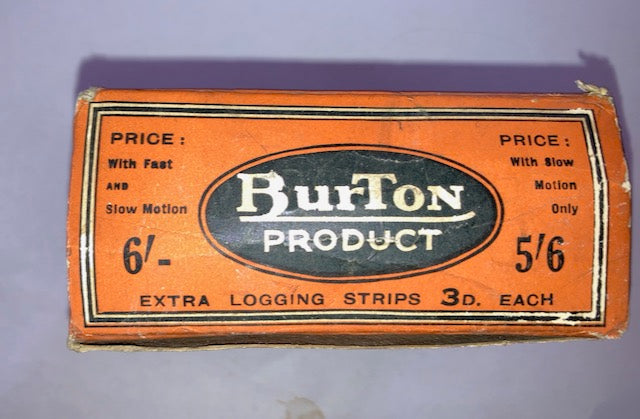 PRICE:
With Fast
AND
Slow Motion
6/-
BURTON
PRODUCT
PRICE:
With Slow
Motion
Only
5/6
EXTRA LOGGING STRIPS 3D. EACH